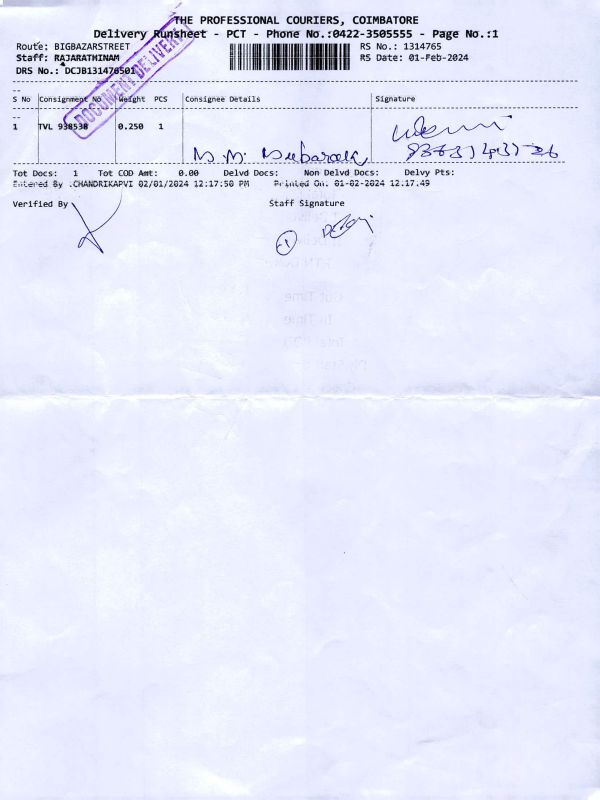 THE PROFESSIONAL COURIERS, COIMBATORE
Delivery Runsheet - PCT - Phone No.:0422-3505555 - Page No.:1
Route: BIGBAZARSTREET
RS No.: 1314765
Staff: RAJARATHINAM
RS Date: 01-Feb-2024
DRS No.: DCJB131476501
DOCUMENT DELIVERY
S No Consignment No Weight PCS Consignee Details Signature
1 TVL 938538 0.250 1
N.M. Mubarak
Tot Docs: 1 Tot COD Amt: 0.00 Delvd Docs: Non Delvd Docs: Delvy Pts:
Entered By :CHANDRIKAPVI 02/01/2024 12:17:50 PM Printed On: 01-02-2024 12.17.49
Verified By Staff Signature
1